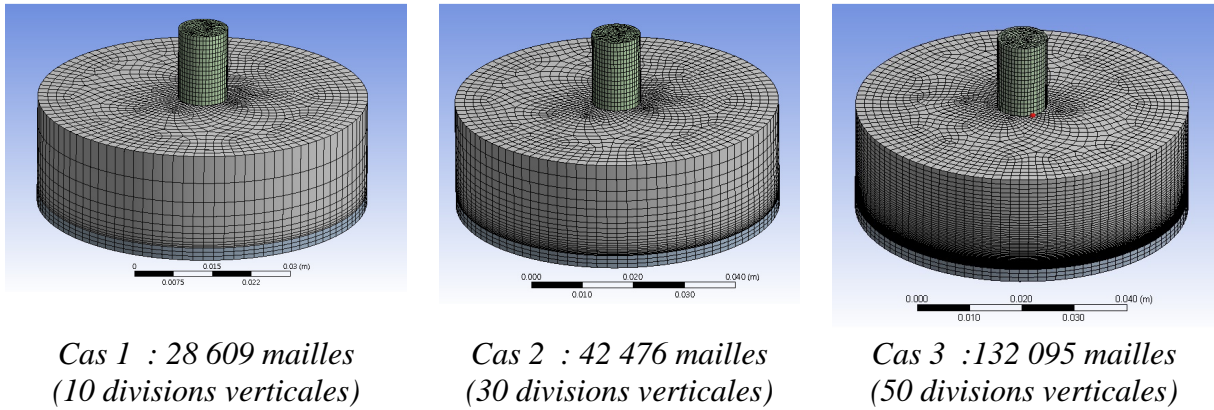 0 0.015 0.03 (m)
0.0075 0.022
0.000 0.020 0.040 (m)
0.010 0.030
0.000 0.020 0.040 (m)
0.010 0.030
Cas 1 : 28 609 mailles
(10 divisions verticales)
Cas 2 : 42 476 mailles
(30 divisions verticales)
Cas 3 :132 095 mailles
(50 divisions verticales)